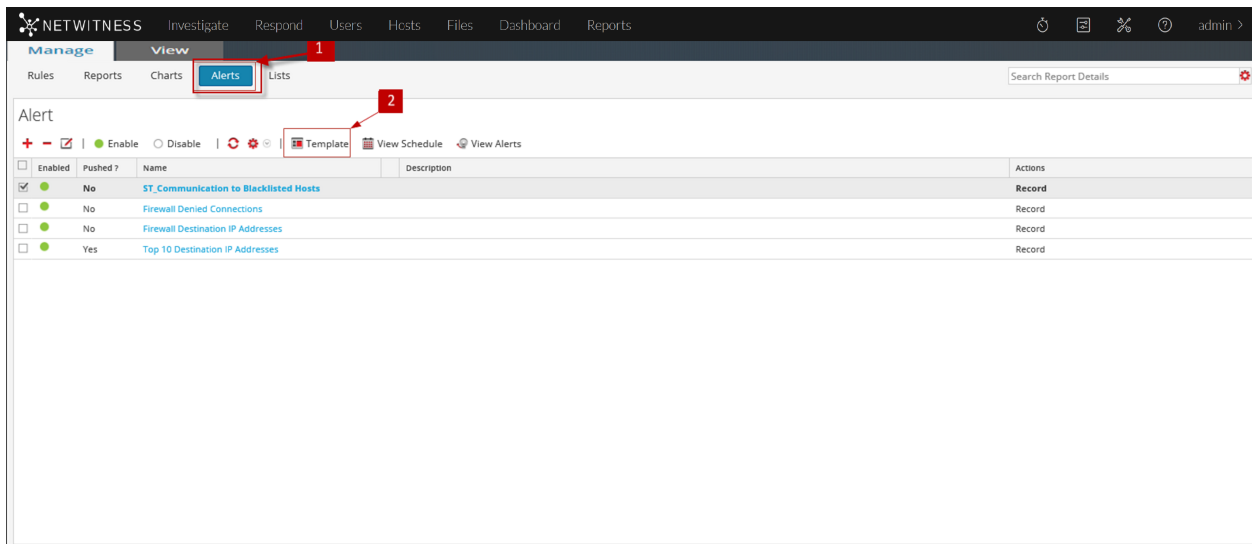 NETWITNESS Investigate Respond Users Hosts Files Dashboard Reports admin >
Manage View 1
Rules Reports Charts Alerts Lists Search Report Details
2
Alert
Enable Disable Template View Schedule View Alerts
Enabled Pushed ? Name Description Actions
No ST_Communication to Blacklisted Hosts Record
No Firewall Denied Connections Record
No Firewall Destination IP Addresses Record
Yes Top 10 Destination IP Addresses Record